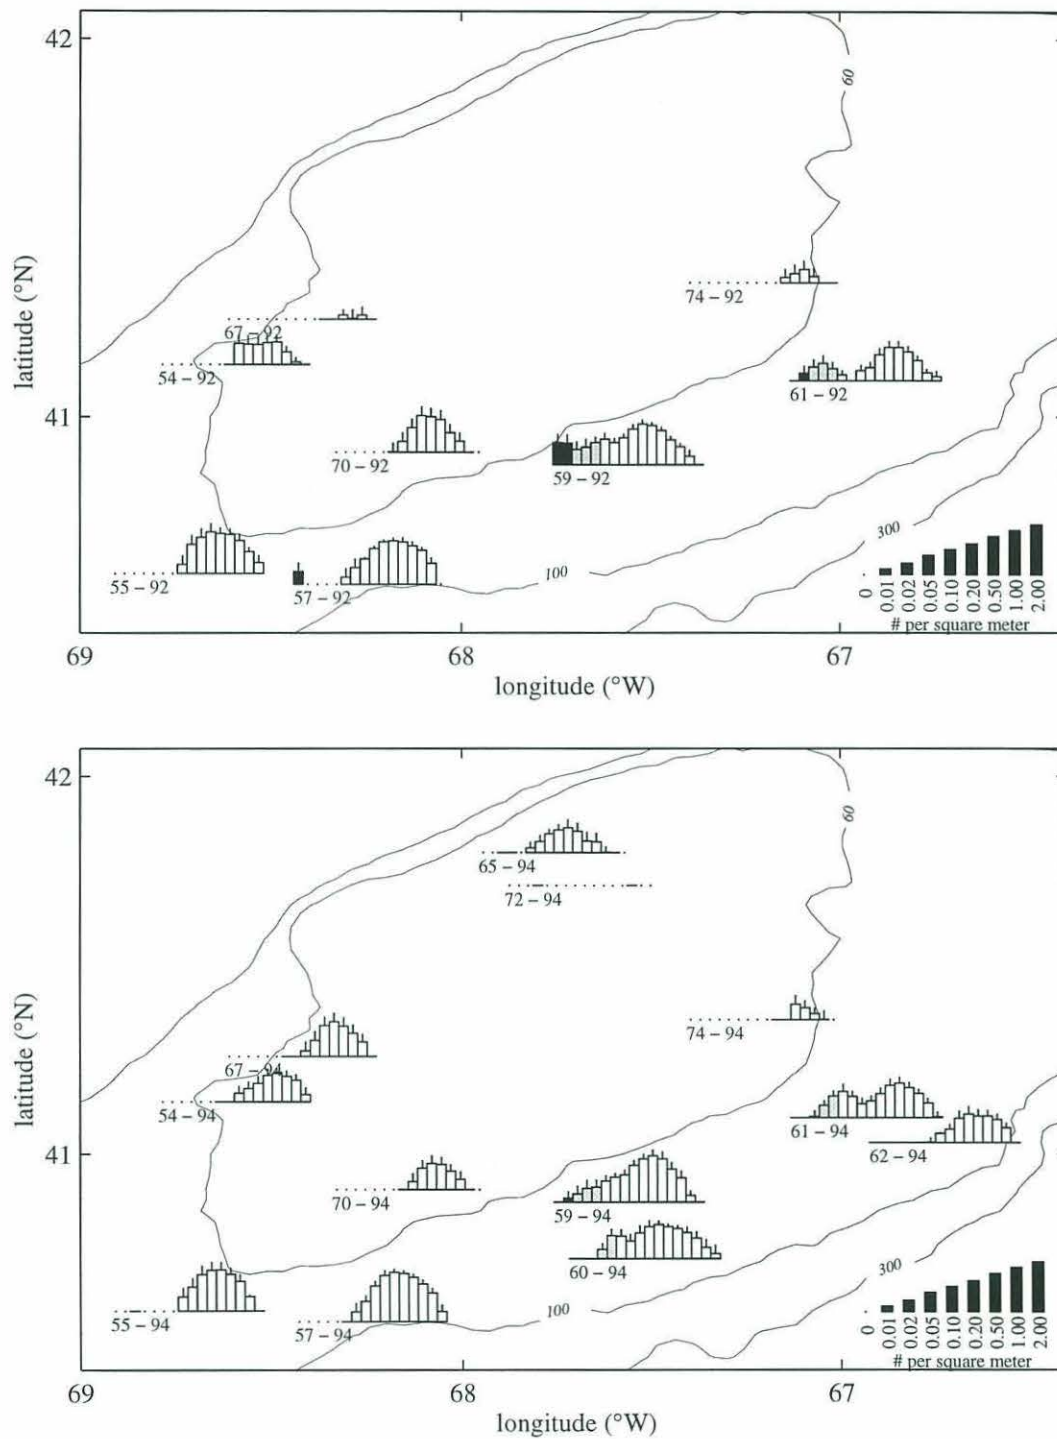 42
60
latitude (°N)
74 – 92
67 – 92
54 – 92
61 – 92
41
70 – 92
59 – 92
300
55 – 92
57 – 92
100
0
0.01
0.02
0.05
0.10
0.20
0.50
1.00
2.00
# per square meter
69
68
67
longitude (°W)
42
60
65 – 94
72 – 94
latitude (°N)
74 – 94
67 – 94
54 – 94
61 – 94
62 – 94
41
70 – 94
59 – 94
60 – 94
300
55 – 94
57 – 94
100
0
0.01
0.02
0.05
0.10
0.20
0.50
1.00
2.00
# per square meter
69
68
67
longitude (°W)